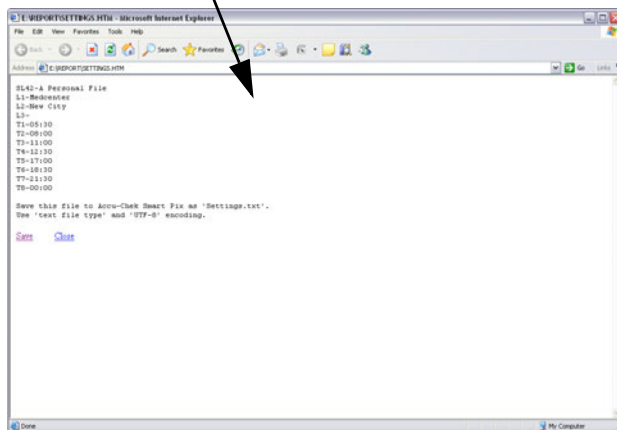 E:\REPORT\SETTINGS.HTM - Microsoft Internet Explorer
File Edit View Favorites Tools Help
Back Search Favorites
Address E:\REPORT\SETTINGS.HTM Go Links
SL42-A Personal File
L1-Medcenter
L2-New City
L3-
T1-05:30
T2-08:00
T3-11:00
T4-12:30
T5-17:00
T6-18:30
T7-21:30
T8-00:00
Save this file to Accu-Chek Smart Pix as 'Settings.txt'.
Use 'text file type' and 'UTF-8' encoding.
Save Close
Done My Computer